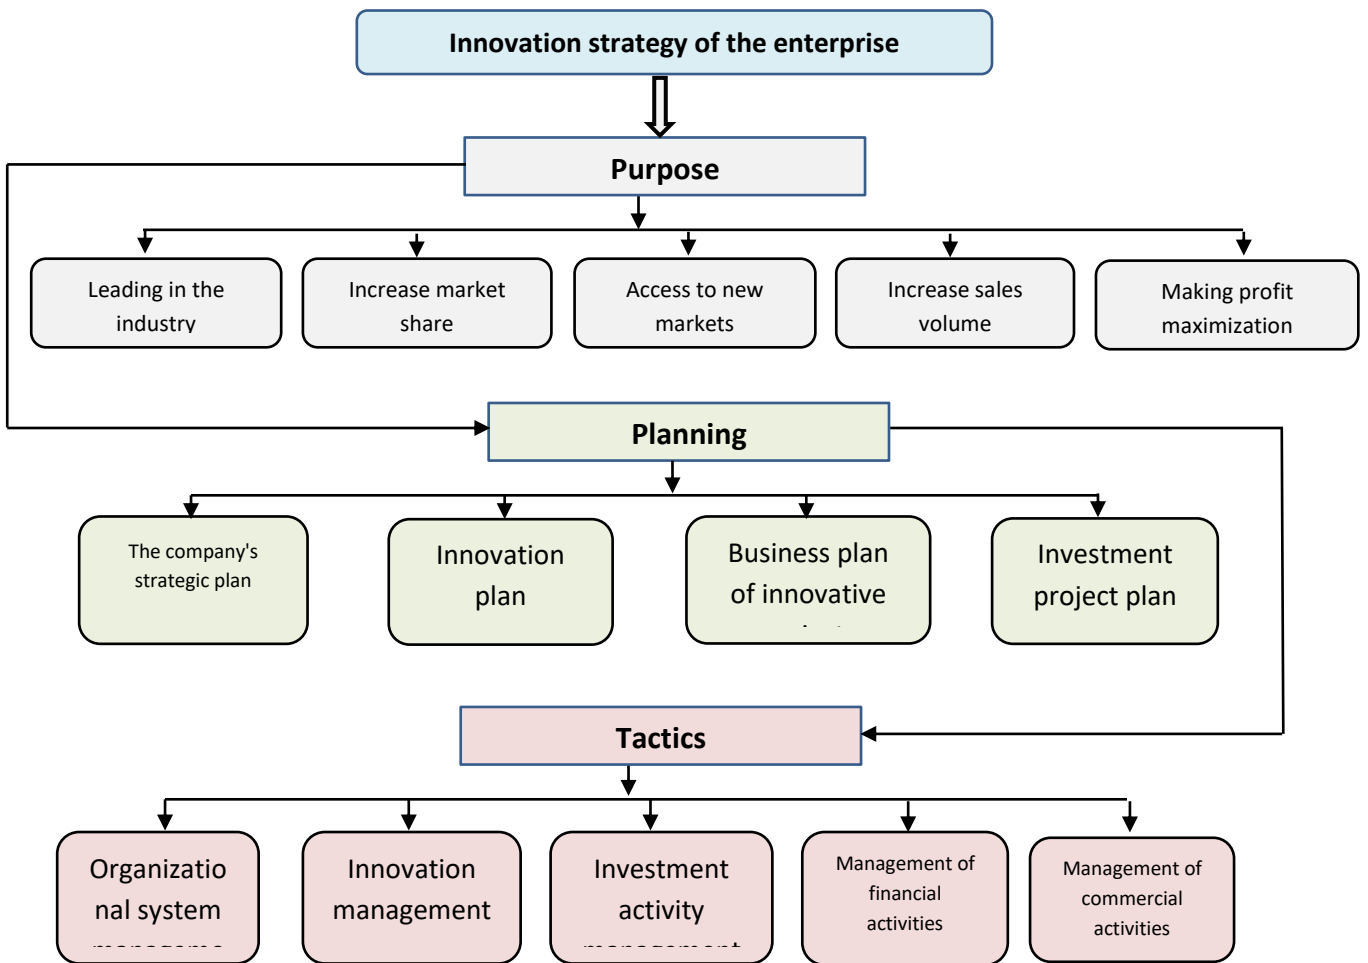 Innovation strategy of the enterprise
Purpose
Leading in the
industry
Increase market
share
Access to new
markets
Increase sales
volume
Making profit
maximization
Planning
The company's
strategic plan
Innovation
plan
Business plan
of innovative
Investment
project plan
Tactics
Organizatio
nal system
Innovation
management
Investment
activity
management
Management of
financial
activities
Management of
commercial
activities